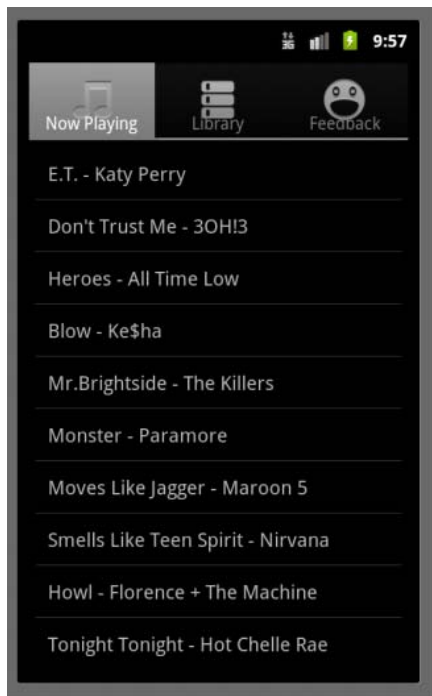 3G 9:57
Now Playing Library Feedback
E.T. - Katy Perry
Don't Trust Me - 3OH!3
Heroes - All Time Low
Blow - Ke$ha
Mr.Brightside - The Killers
Monster - Paramore
Moves Like Jagger - Maroon 5
Smells Like Teen Spirit - Nirvana
Howl - Florence + The Machine
Tonight Tonight - Hot Chelle Rae